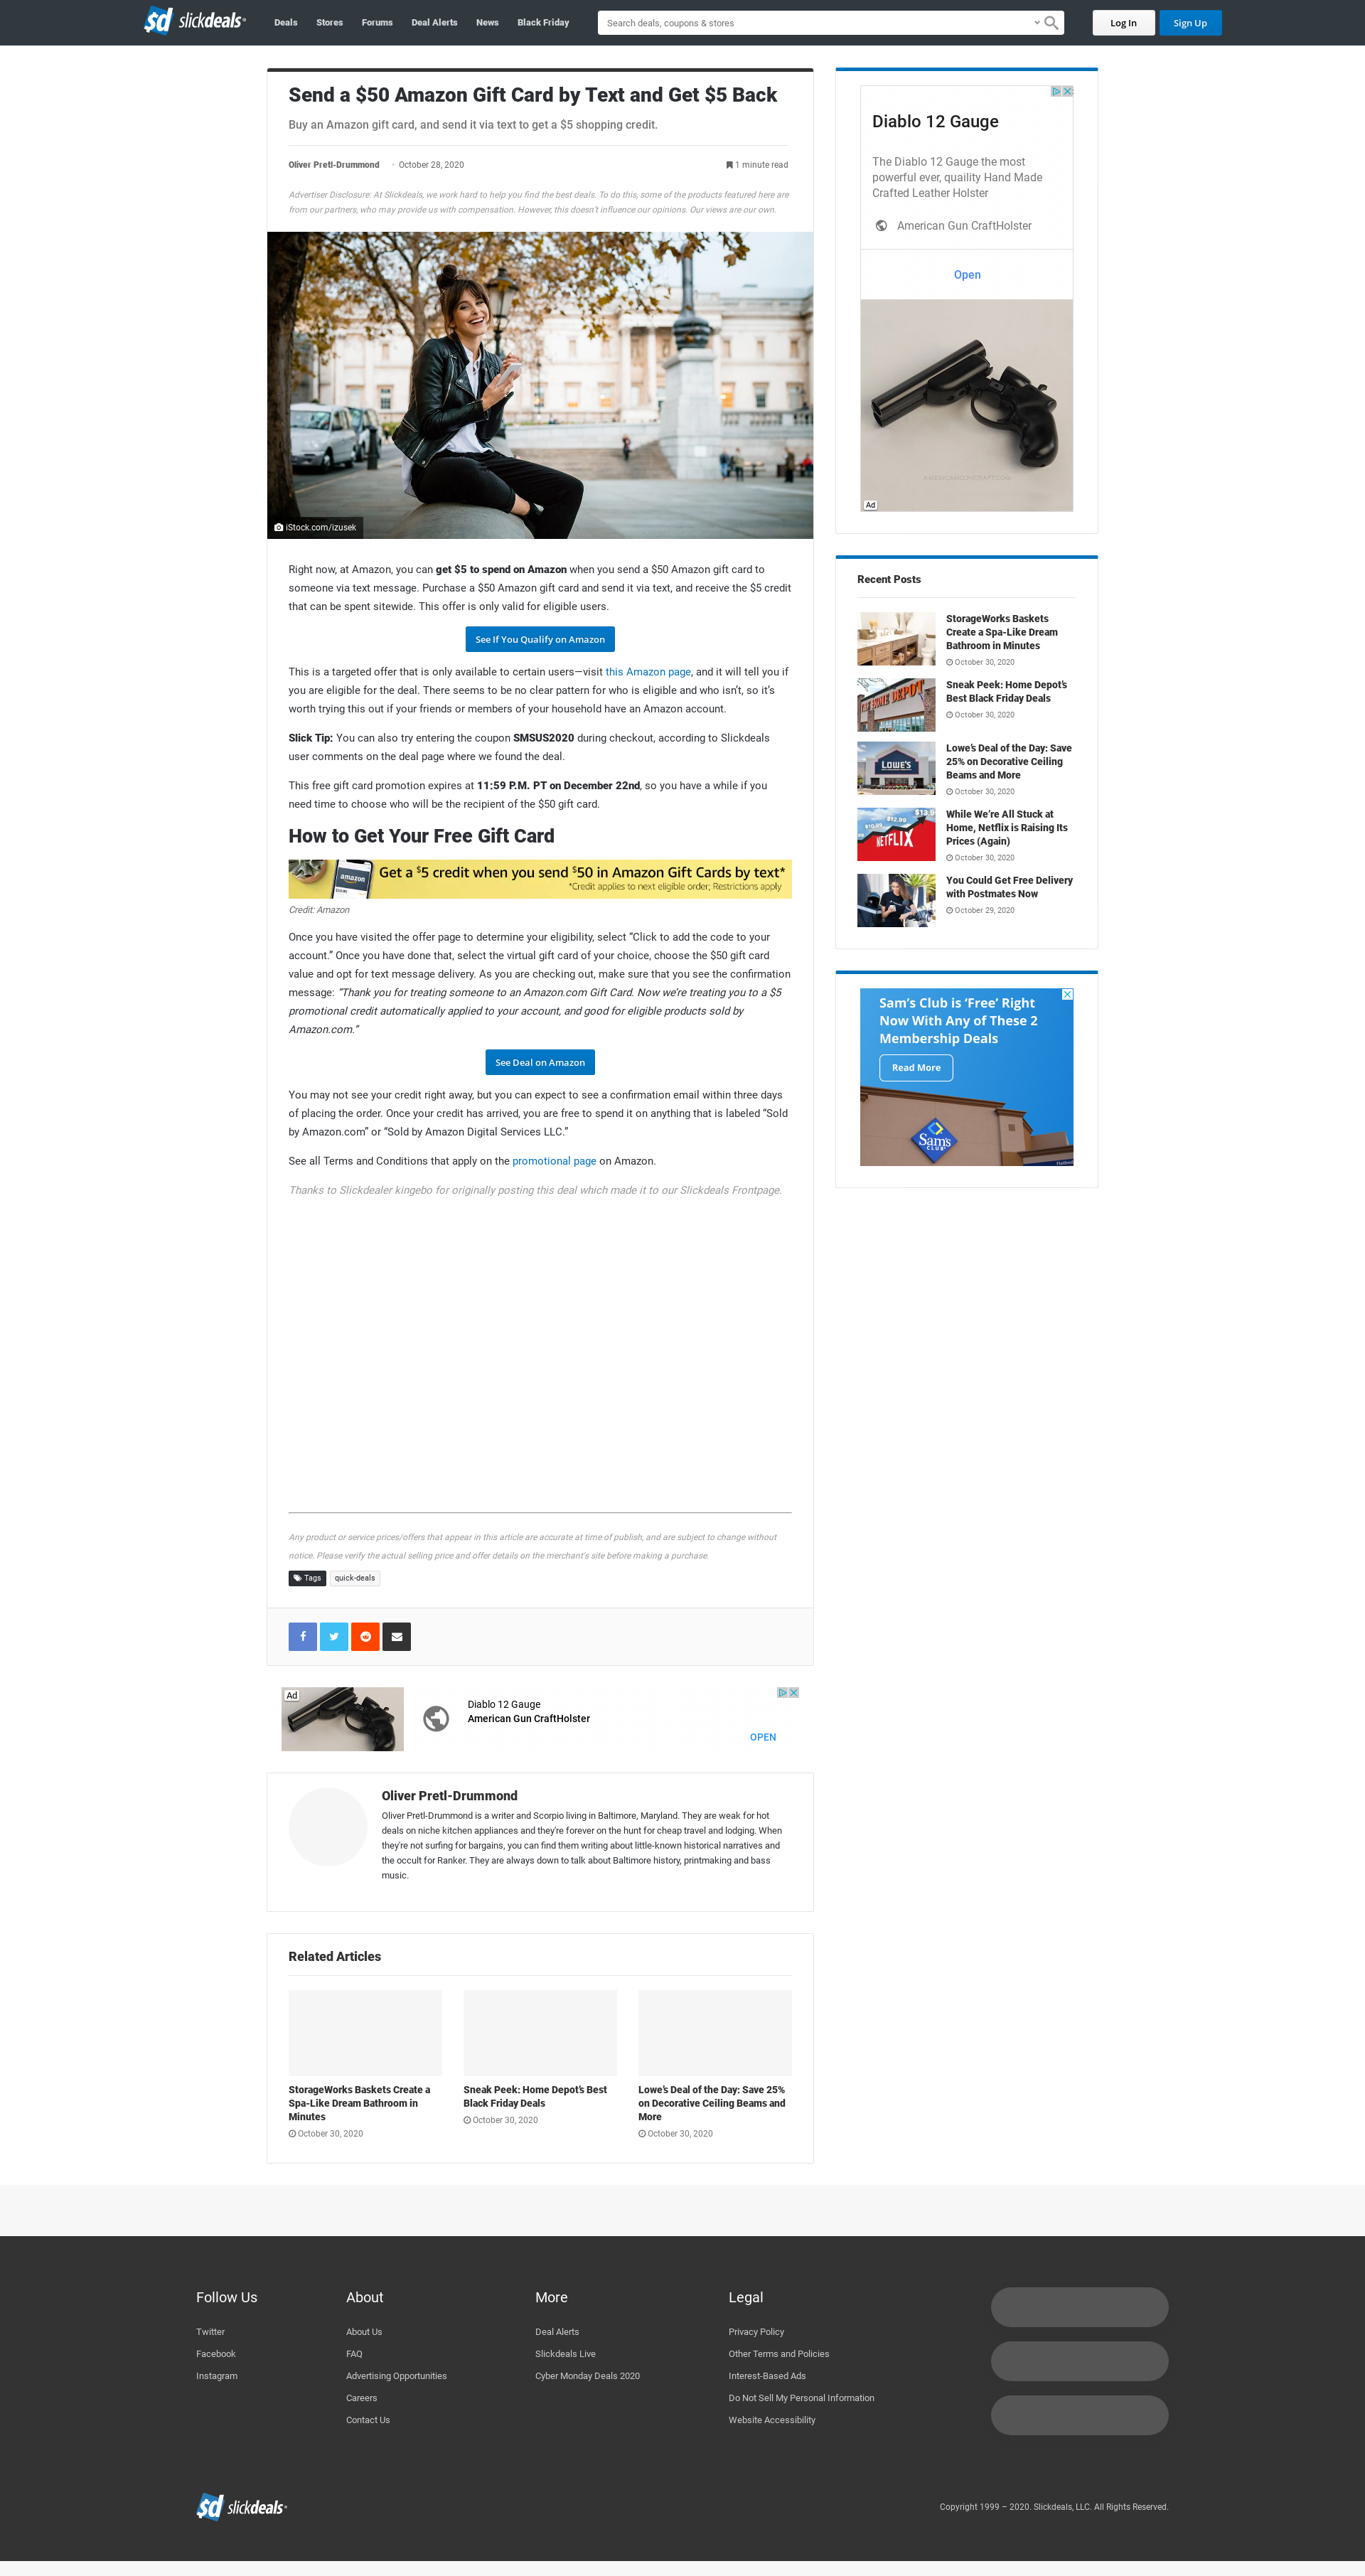 sd slickdeals
Deals
Stores
Forums
Deal Alerts
News
Black Friday
Search deals, coupons & stores
Log In
Sign Up
Send a $50 Amazon Gift Card by Text and Get $5 Back
Buy an Amazon gift card, and send it via text to get a $5 shopping credit.
Oliver Pretl-Drummond · October 28, 2020
1 minute read
Advertiser Disclosure: At Slickdeals, we work hard to help you find the best deals. To do this, some of the products featured here are
from our partners, who may provide us with compensation. However, this doesn't influence our opinions. Our views are our own.
iStock.com/izusek
Right now, at Amazon, you can get $5 to spend on Amazon when you send a $50 Amazon gift card to
someone via text message. Purchase a $50 Amazon gift card and send it via text, and receive the $5 credit
that can be spent sitewide. This offer is only valid for eligible users.
See If You Qualify on Amazon
This is a targeted offer that is only available to certain users—visit this Amazon page, and it will tell you if
you are eligible for the deal. There seems to be no clear pattern for who is eligible and who isn't, so it's
worth trying this out if your friends or members of your household have an Amazon account.
Slick Tip: You can also try entering the coupon SMSUS2020 during checkout, according to Slickdeals
user comments on the deal page where we found the deal.
This free gift card promotion expires at 11:59 P.M. PT on December 22nd, so you have a while if you
need time to choose who will be the recipient of the $50 gift card.
How to Get Your Free Gift Card
amazon
Get a $5 credit when you send $50 in Amazon Gift Cards by text*
*Credit applies to next eligible order; Restrictions apply
Credit: Amazon
Once you have visited the offer page to determine your eligibility, select “Click to add the code to your
account.” Once you have done that, select the virtual gift card of your choice, choose the $50 gift card
value and opt for text message delivery. As you are checking out, make sure that you see the confirmation
message: “Thank you for treating someone to an Amazon.com Gift Card. Now we're treating you to a $5
promotional credit automatically applied to your account, and good for eligible products sold by
Amazon.com.”
See Deal on Amazon
You may not see your credit right away, but you can expect to see a confirmation email within three days
of placing the order. Once your credit has arrived, you are free to spend it on anything that is labeled “Sold
by Amazon.com” or “Sold by Amazon Digital Services LLC.”
See all Terms and Conditions that apply on the promotional page on Amazon.
Thanks to Slickdealer kingebo for originally posting this deal which made it to our Slickdeals Frontpage.
Any product or service prices/offers that appear in this article are accurate at time of publish, and are subject to change without
notice. Please verify the actual selling price and offer details on the merchant's site before making a purchase.
Tags
quick-deals
Ad
Diablo 12 Gauge
American Gun CraftHolster
OPEN
Oliver Pretl-Drummond
Oliver Pretl-Drummond is a writer and Scorpio living in Baltimore, Maryland. They are weak for hot
deals on niche kitchen appliances and they're forever on the hunt for cheap travel and lodging. When
they're not surfing for bargains, you can find them writing about little-known historical narratives and
the occult for Ranker. They are always down to talk about Baltimore history, printmaking and bass
music.
Related Articles
StorageWorks Baskets Create a
Spa-Like Dream Bathroom in
Minutes
October 30, 2020
Sneak Peek: Home Depot's Best
Black Friday Deals
October 30, 2020
Lowe's Deal of the Day: Save 25%
on Decorative Ceiling Beams and
More
October 30, 2020
Diablo 12 Gauge
The Diablo 12 Gauge the most
powerful ever, quaility Hand Made
Crafted Leather Holster
American Gun CraftHolster
Open
AMERICANGUNCRAFT.COM
Ad
Recent Posts
StorageWorks Baskets
Create a Spa-Like Dream
Bathroom in Minutes
October 30, 2020
THE HOME DEPOT
Sneak Peek: Home Depot's
Best Black Friday Deals
October 30, 2020
LOWE'S
Lowe's Deal of the Day: Save
25% on Decorative Ceiling
Beams and More
October 30, 2020
$10.99 $12.99 $13.9
NETFLIX
While We're All Stuck at
Home, Netflix is Raising Its
Prices (Again)
October 30, 2020
You Could Get Free Delivery
with Postmates Now
October 29, 2020
Sam's Club is ‘Free’ Right
Now With Any of These 2
Membership Deals
Read More
Sam's
CLUB
Follow Us
Twitter
Facebook
Instagram
About
About Us
FAQ
Advertising Opportunities
Careers
Contact Us
More
Deal Alerts
Slickdeals Live
Cyber Monday Deals 2020
Legal
Privacy Policy
Other Terms and Policies
Interest-Based Ads
Do Not Sell My Personal Information
Website Accessibility
sd slickdeals
Copyright 1999 – 2020. Slickdeals, LLC. All Rights Reserved.